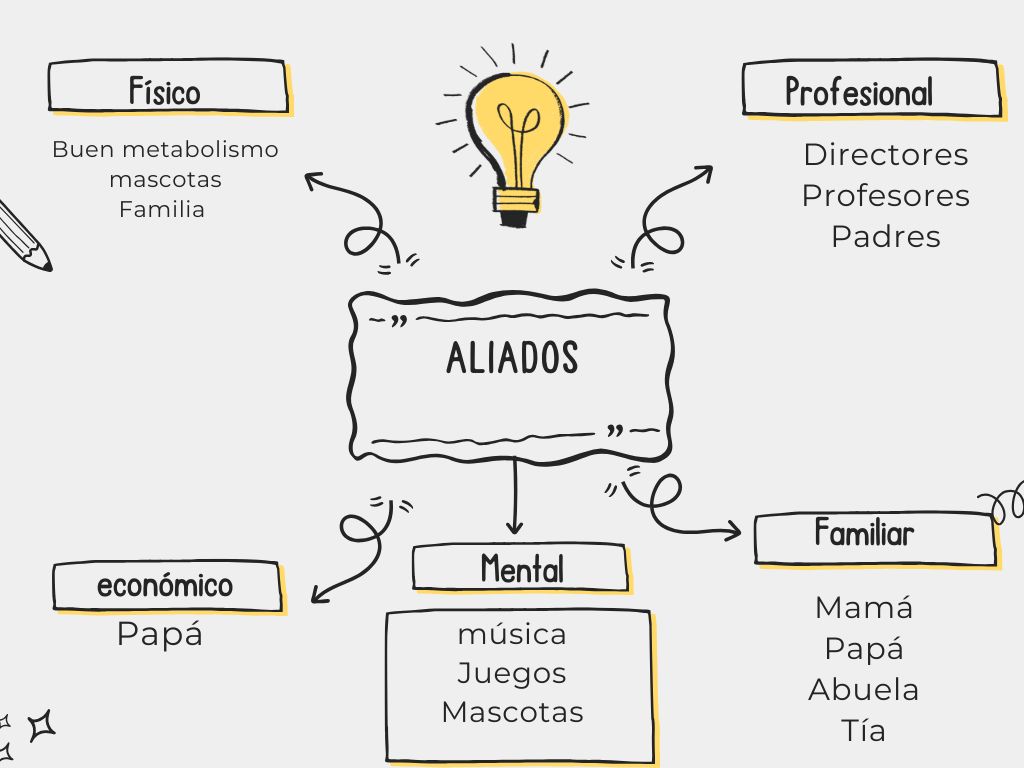 Físico
Buen metabolismo
mascotas
Familia
Profesional
Directores
Profesores
Padres
ALIADOS
económico
Papá
Mental
música
Juegos
Mascotas
Familiar
Mamá
Papá
Abuela
Tía